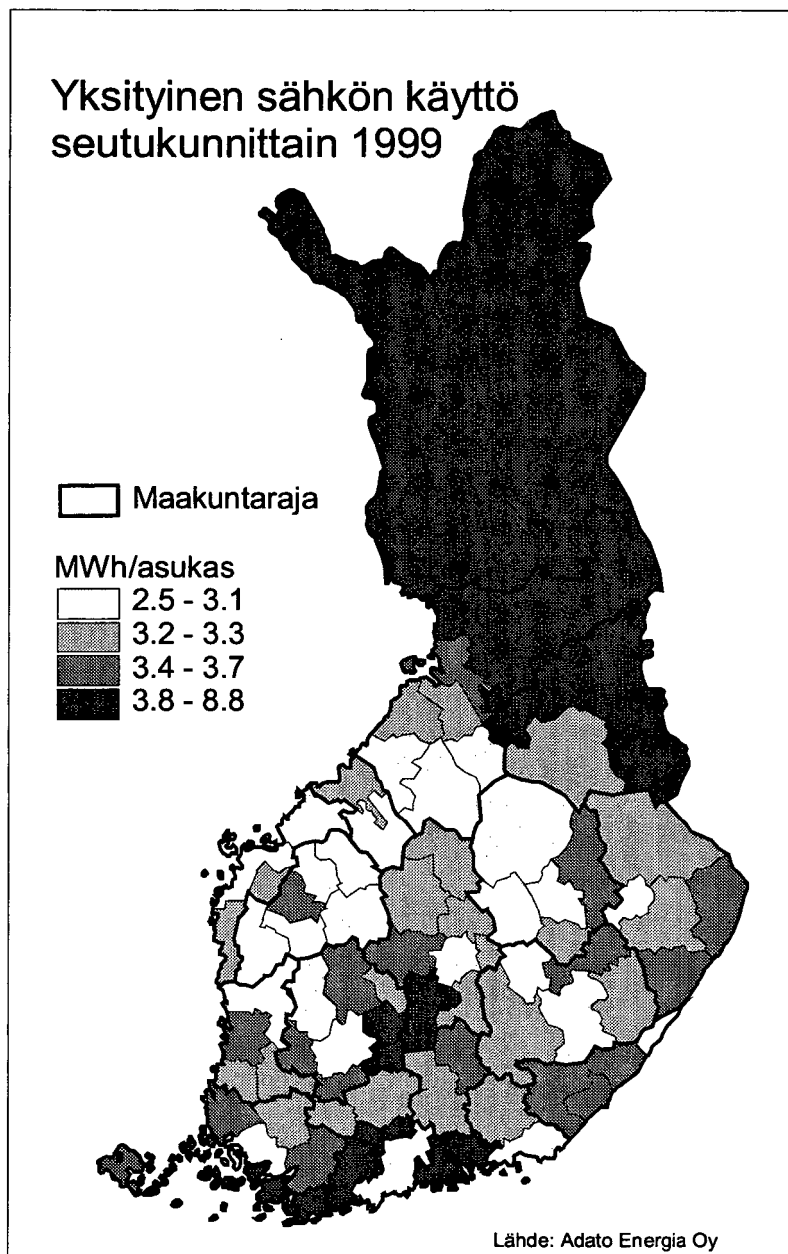 Yksityinen sähkön käyttö
seutukunnittain 1999
Maakuntaraja
MWh/asukas
2.5 - 3.1
3.2 - 3.3
3.4 - 3.7
3.8 - 8.8
Lähde: Adato Energia Oy